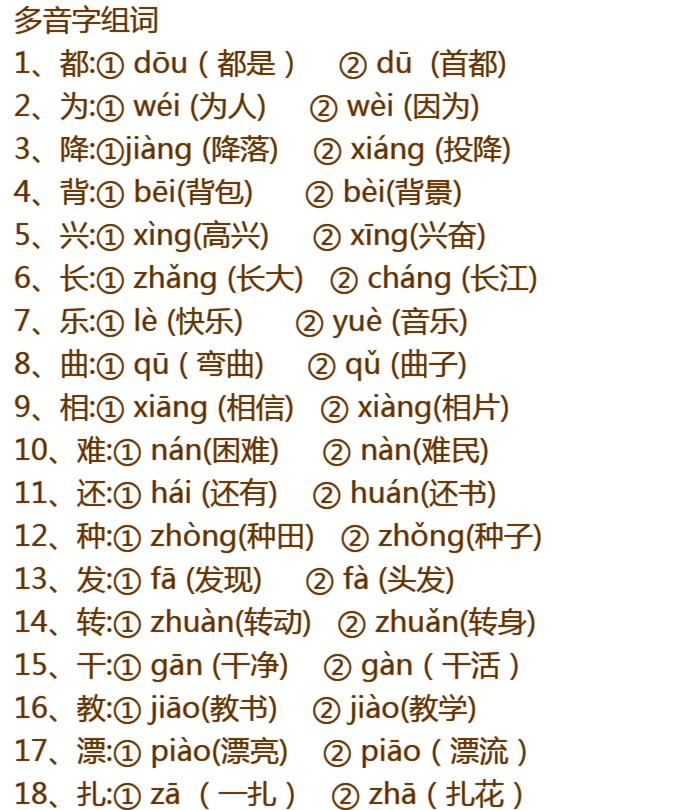 多音字组词
1、都:① dōu（都是） ② dū (首都)
2、为:① wéi (为人) ② wèi (因为)
3、降:①jiàng (降落) ② xiáng (投降)
4、背:① bēi(背包) ② bèi(背景)
5、兴:① xìng(高兴) ② xīng(兴奋)
6、长:① zhǎng (长大) ② cháng (长江)
7、乐:① lè (快乐) ② yuè (音乐)
8、曲:① qū（弯曲) ② qǔ (曲子)
9、相:① xiāng (相信) ② xiàng(相片)
10、难:① nán(困难) ② nàn(难民)
11、还:① hái (还有) ② huán(还书)
12、种:① zhòng(种田) ② zhǒng(种子)
13、发:① fā (发现) ② fà (头发)
14、转:① zhuàn(转动) ② zhuǎn(转身)
15、干:① gān (干净) ② gàn（干活）
16、教:① jiāo(教书) ② jiào(教学)
17、漂:① piào(漂亮) ② piāo（漂流）
18、扎:① zā （一扎） ② zhā（扎花）